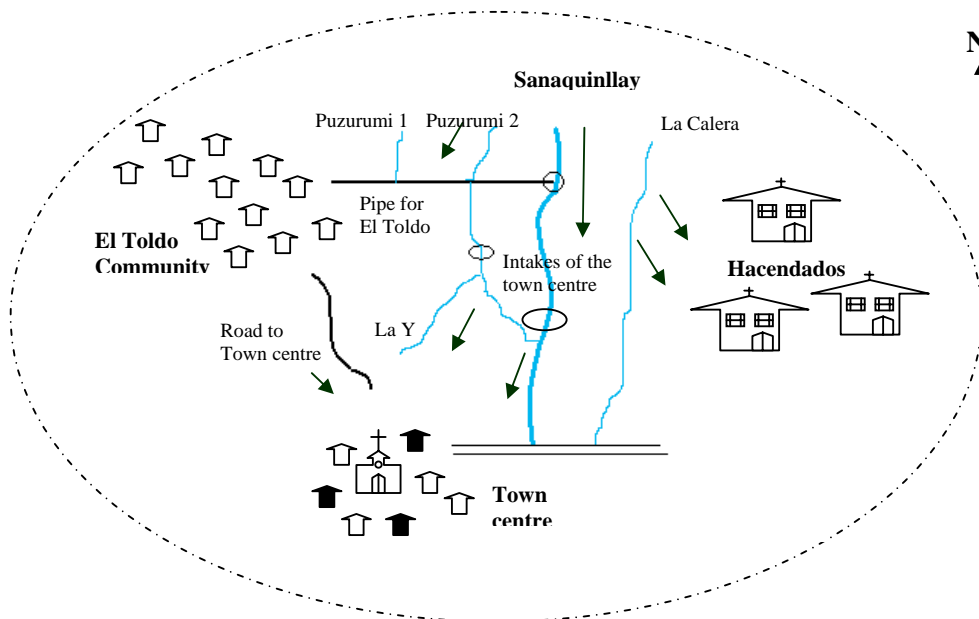 N
Sanaquinllay
Puzurumi 1
Puzurumi 2
La Calera
Pipe for
El Toldo
El Toldo
Community
Intakes of the
town centre
Hacendados
Road to
Town centre
La Y
Town
centre